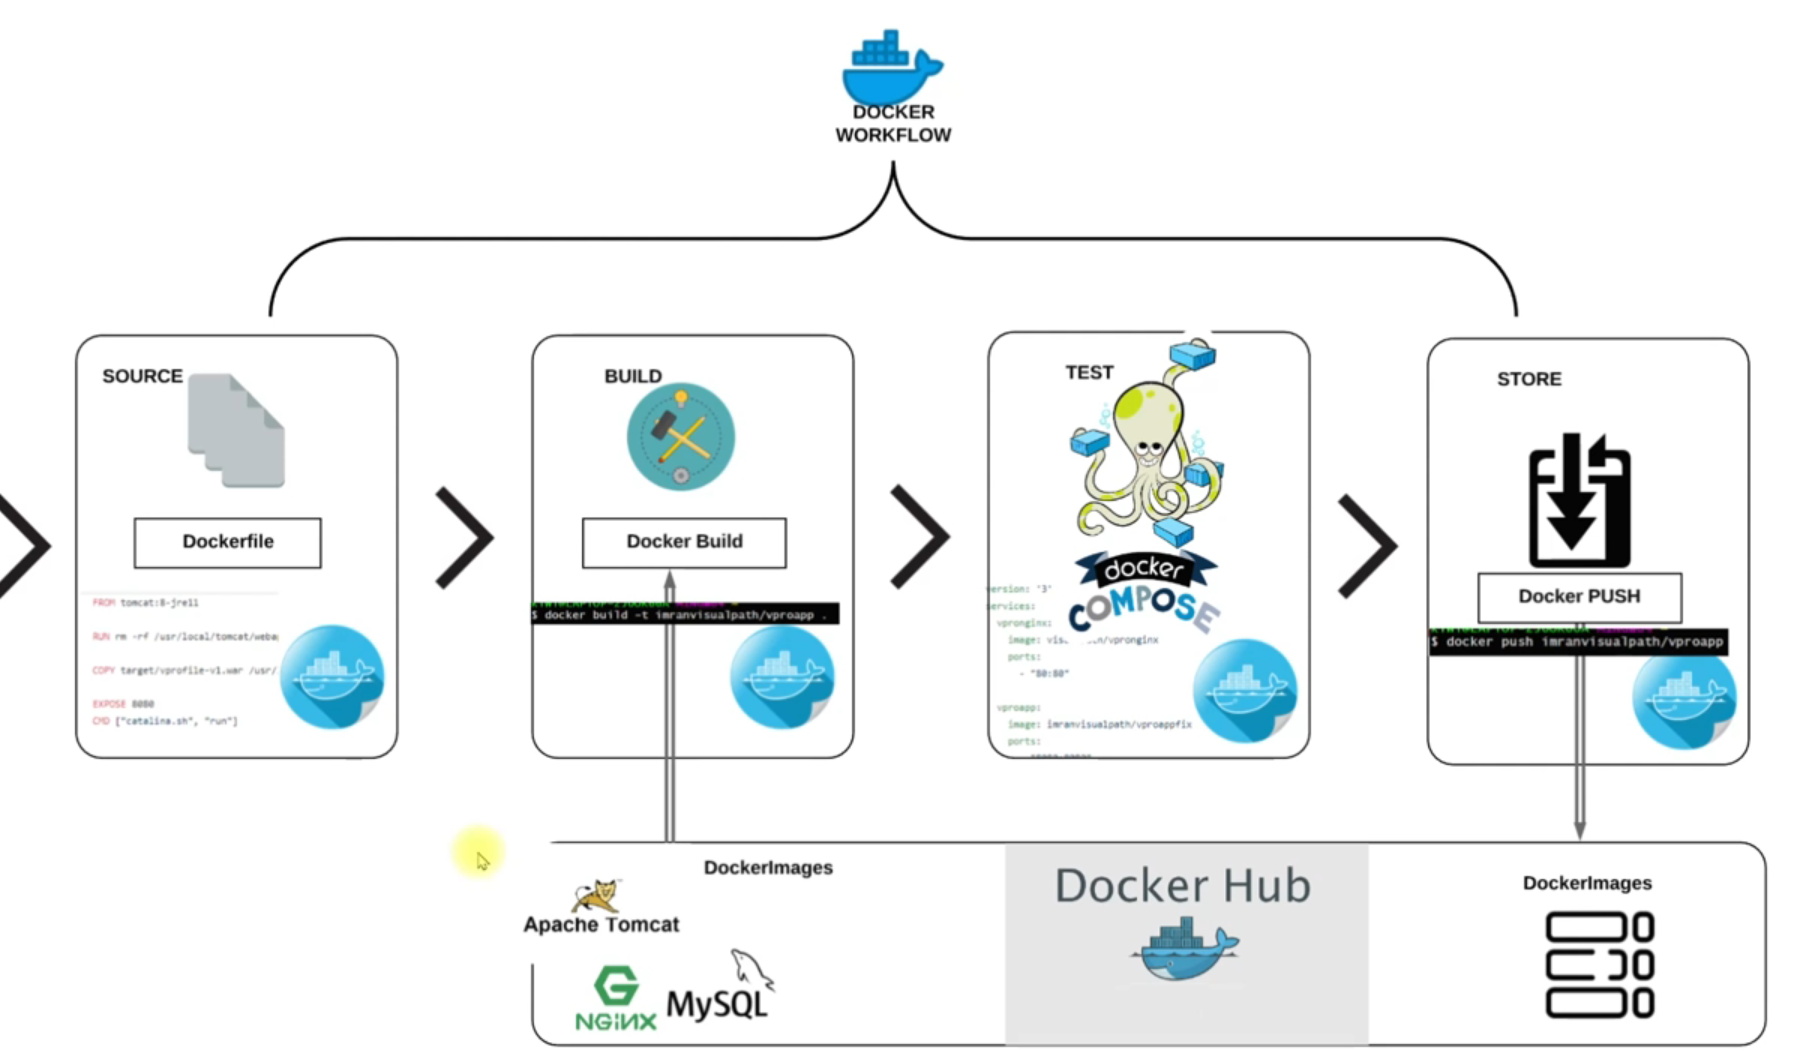 DOCKER
WORKFLOW
SOURCE
Dockerfile
FROM tomcat:8-jre11
RUN rm -rf /usr/local/tomcat/weba
COPY target/vprofile-v1.war /usr/
EXPOSE 8080
CMD ["catalina.sh", "run"]
BUILD
Docker Build
$ docker build -t imranvisualpath/vproapp .
TEST
docker
COMPOSE
ersion: '3'
ervices:
vpronginx:
image: vis
/vpronginx
ports:
- "80:80"
vproapp:
image: imranvisualpath/vproappfix
ports:
STORE
Docker PUSH
$ docker push imranvisualpath/vproapp
DockerImages
Apache Tomcat
NGiNX
MySQL
Docker Hub
DockerImages